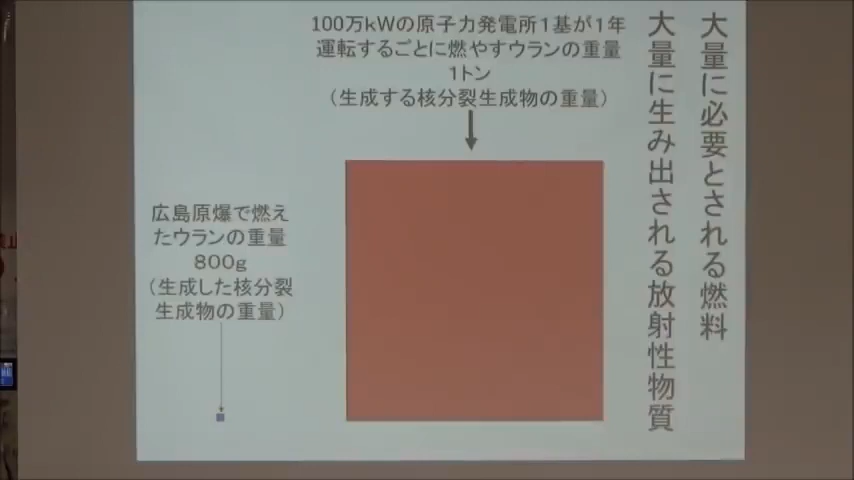 大量に必要とされる燃料
大量に生み出される放射性物質
100万kWの原子力発電所1基が1年
運転するごとに燃やすウランの重量
1トン
(生成する核分裂生成物の重量)
広島原爆で燃え
たウランの重量
800g
(生成した核分裂
生成物の重量)